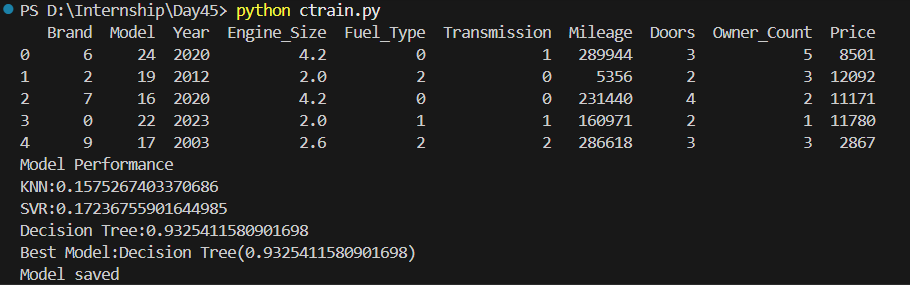 PS D:\Internship\Day45> python ctrain.py
   Brand  Model  Year  Engine_Size  Fuel_Type  Transmission  Mileage  Doors  Owner_Count  Price
0      6     24  2020          4.2          0             1   289944      3            5   8501
1      2     19  2012          2.0          2             0     5356      2            3  12092
2      7     16  2020          4.2          0             0   231440      4            2  11171
3      0     22  2023          2.0          1             1   160971      2            1  11780
4      9     17  2003          2.6          2             2   286618      3            3   2867
Model Performance
KNN:0.1575267403370686
SVR:0.17236755901644985
Decision Tree:0.9325411580901698
Best Model:Decision Tree(0.9325411580901698)
Model saved